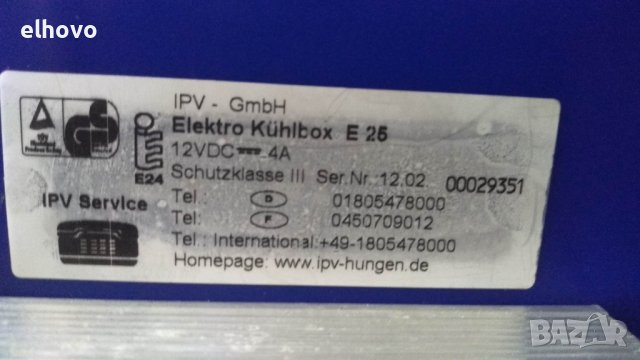 elhovo
IPV - GmbH
Elektro Kühlbox E 25
12VDC⎓ 4A
E24
Schutzklasse III Ser.Nr.:12.02 00029351
IPV Service
Tel.: D 01805478000
Tel.: F 0450709012
Tel.: International:+49-1805478000
Homepage: www.ipv-hungen.de
BAZAR